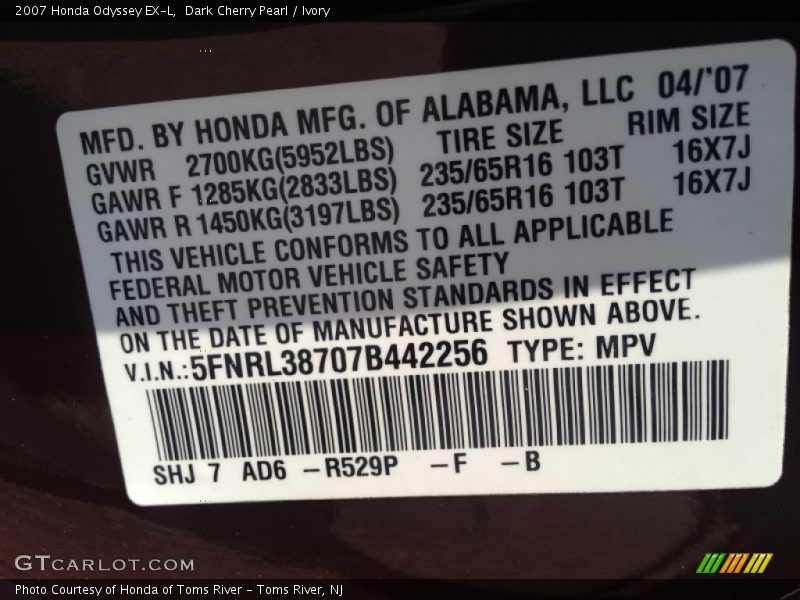 2007 Honda Odyssey EX-L,  Dark Cherry Pearl / Ivory
MFD. BY HONDA MFG. OF ALABAMA, LLC 04/'07
GVWR 2700KG(5952LBS) TIRE SIZE RIM SIZE
GAWR F 1285KG(2833LBS) 235/65R16 103T 16X7J
GAWR R 1450KG(3197LBS) 235/65R16 103T 16X7J
THIS VEHICLE CONFORMS TO ALL APPLICABLE
FEDERAL MOTOR VEHICLE SAFETY
AND THEFT PREVENTION STANDARDS IN EFFECT
ON THE DATE OF MANUFACTURE SHOWN ABOVE.
V.I.N.:5FNRL38707B442256 TYPE: MPV
SHJ 7 AD6 –R529P –F –B
GTCARLOT.COM
Photo Courtesy of Honda of Toms River - Toms River, NJ